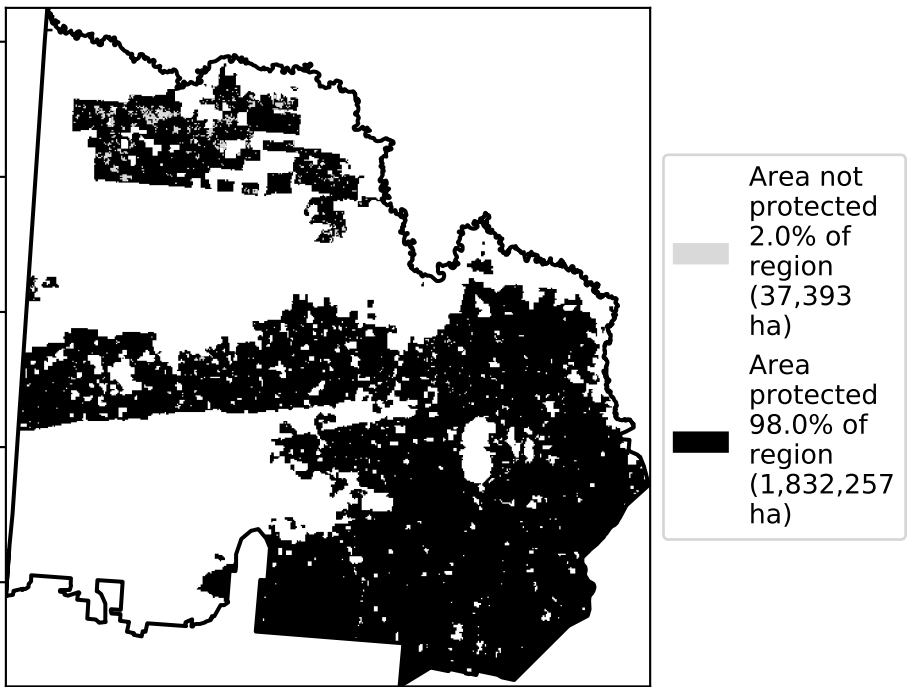 Area not
protected
2.0% of
region
(37,393
ha)
Area
protected
98.0% of
region
(1,832,257
ha)